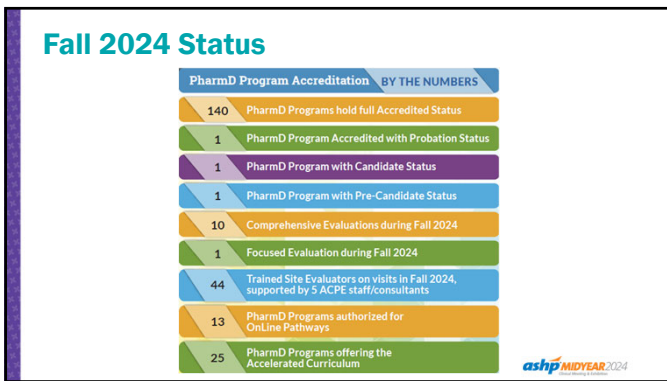 Fall 2024 Status
PharmD Program Accreditation BY THE NUMBERS
140 PharmD Programs hold full Accredited Status
1 PharmD Program Accredited with Probation Status
1 PharmD Program with Candidate Status
1 PharmD Program with Pre-Candidate Status
10 Comprehensive Evaluations during Fall 2024
1 Focused Evaluation during Fall 2024
44 Trained Site Evaluators on visits in Fall 2024,
supported by 5 ACPE staff/consultants
13 PharmD Programs authorized for
OnLine Pathways
25 PharmD Programs offering the
Accelerated Curriculum
ashp MIDYEAR 2024
Clinical Meeting & Exhibition